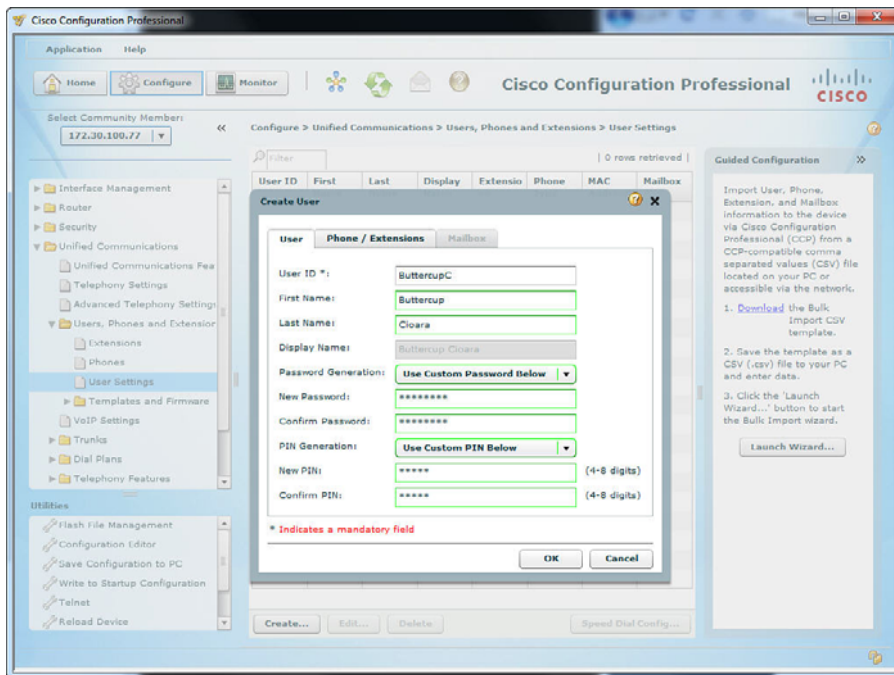 Cisco Configuration Professional
Application Help
Home Configure Monitor Cisco Configuration Professional CISCO
Select Community Member:
172.30.100.77
Configure > Unified Communications > Users, Phones and Extensions > User Settings
Interface Management
Router
Security
Unified Communications
Unified Communications Fea
Telephony Settings
Advanced Telephony Settings
Users, Phones and Extension
Extensions
Phones
User Settings
Templates and Firmware
VoIP Settings
Trunks
Dial Plans
Telephony Features
Utilities
Flash File Management
Configuration Editor
Save Configuration to PC
Write to Startup Configuration
Telnet
Reload Device
Filter | 0 rows retrieved |
User ID First Last Display Extensio Phone MAC Mailbox
Create User
User Phone / Extensions Mailbox
User ID *: ButtercupC
First Name: Buttercup
Last Name: Cioara
Display Name: Buttercup Cioara
Password Generation: Use Custom Password Below
New Password: ********
Confirm Password: ********
PIN Generation: Use Custom PIN Below
New PIN: ***** (4-8 digits)
Confirm PIN: ***** (4-8 digits)
* Indicates a mandatory field
OK Cancel
Create... Edit... Delete Speed Dial Config...
Guided Configuration
Import User, Phone,
Extension, and Mailbox
information to the device
via Cisco Configuration
Professional (CCP) from a
CCP-compatible comma
separated values (CSV) file
located on your PC or
accessible via the network.
1. Download the Bulk
Import CSV
template.
2. Save the template as a
CSV (.csv) file to your PC
and enter data.
3. Click the 'Launch
Wizard...' button to start
the Bulk Import wizard.
Launch Wizard...